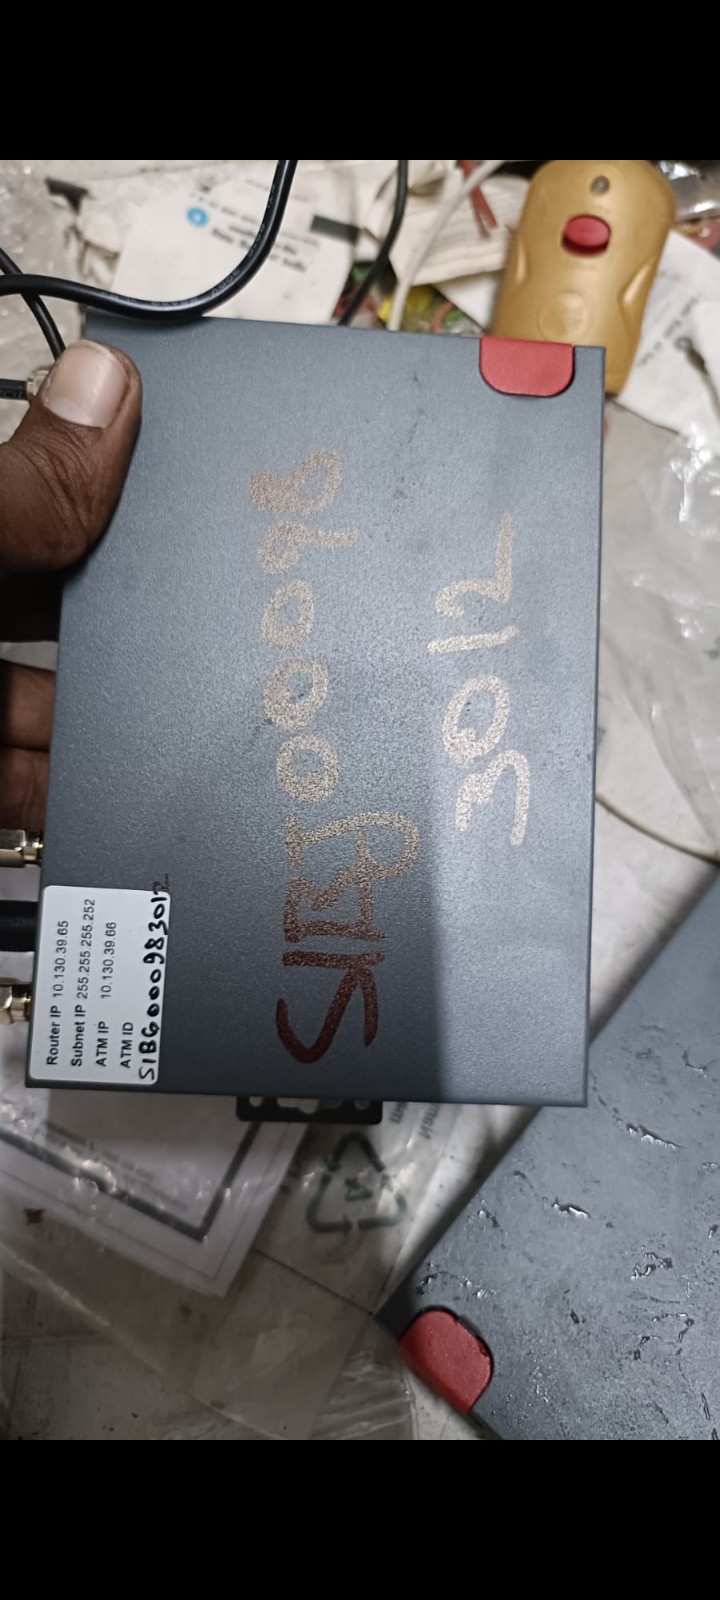 SIBG00098
3012
Router IP 10.130.39.65
Subnet IP 255.255.255.252
ATM IP 10.130.39.66
ATM ID
SIBG000983012